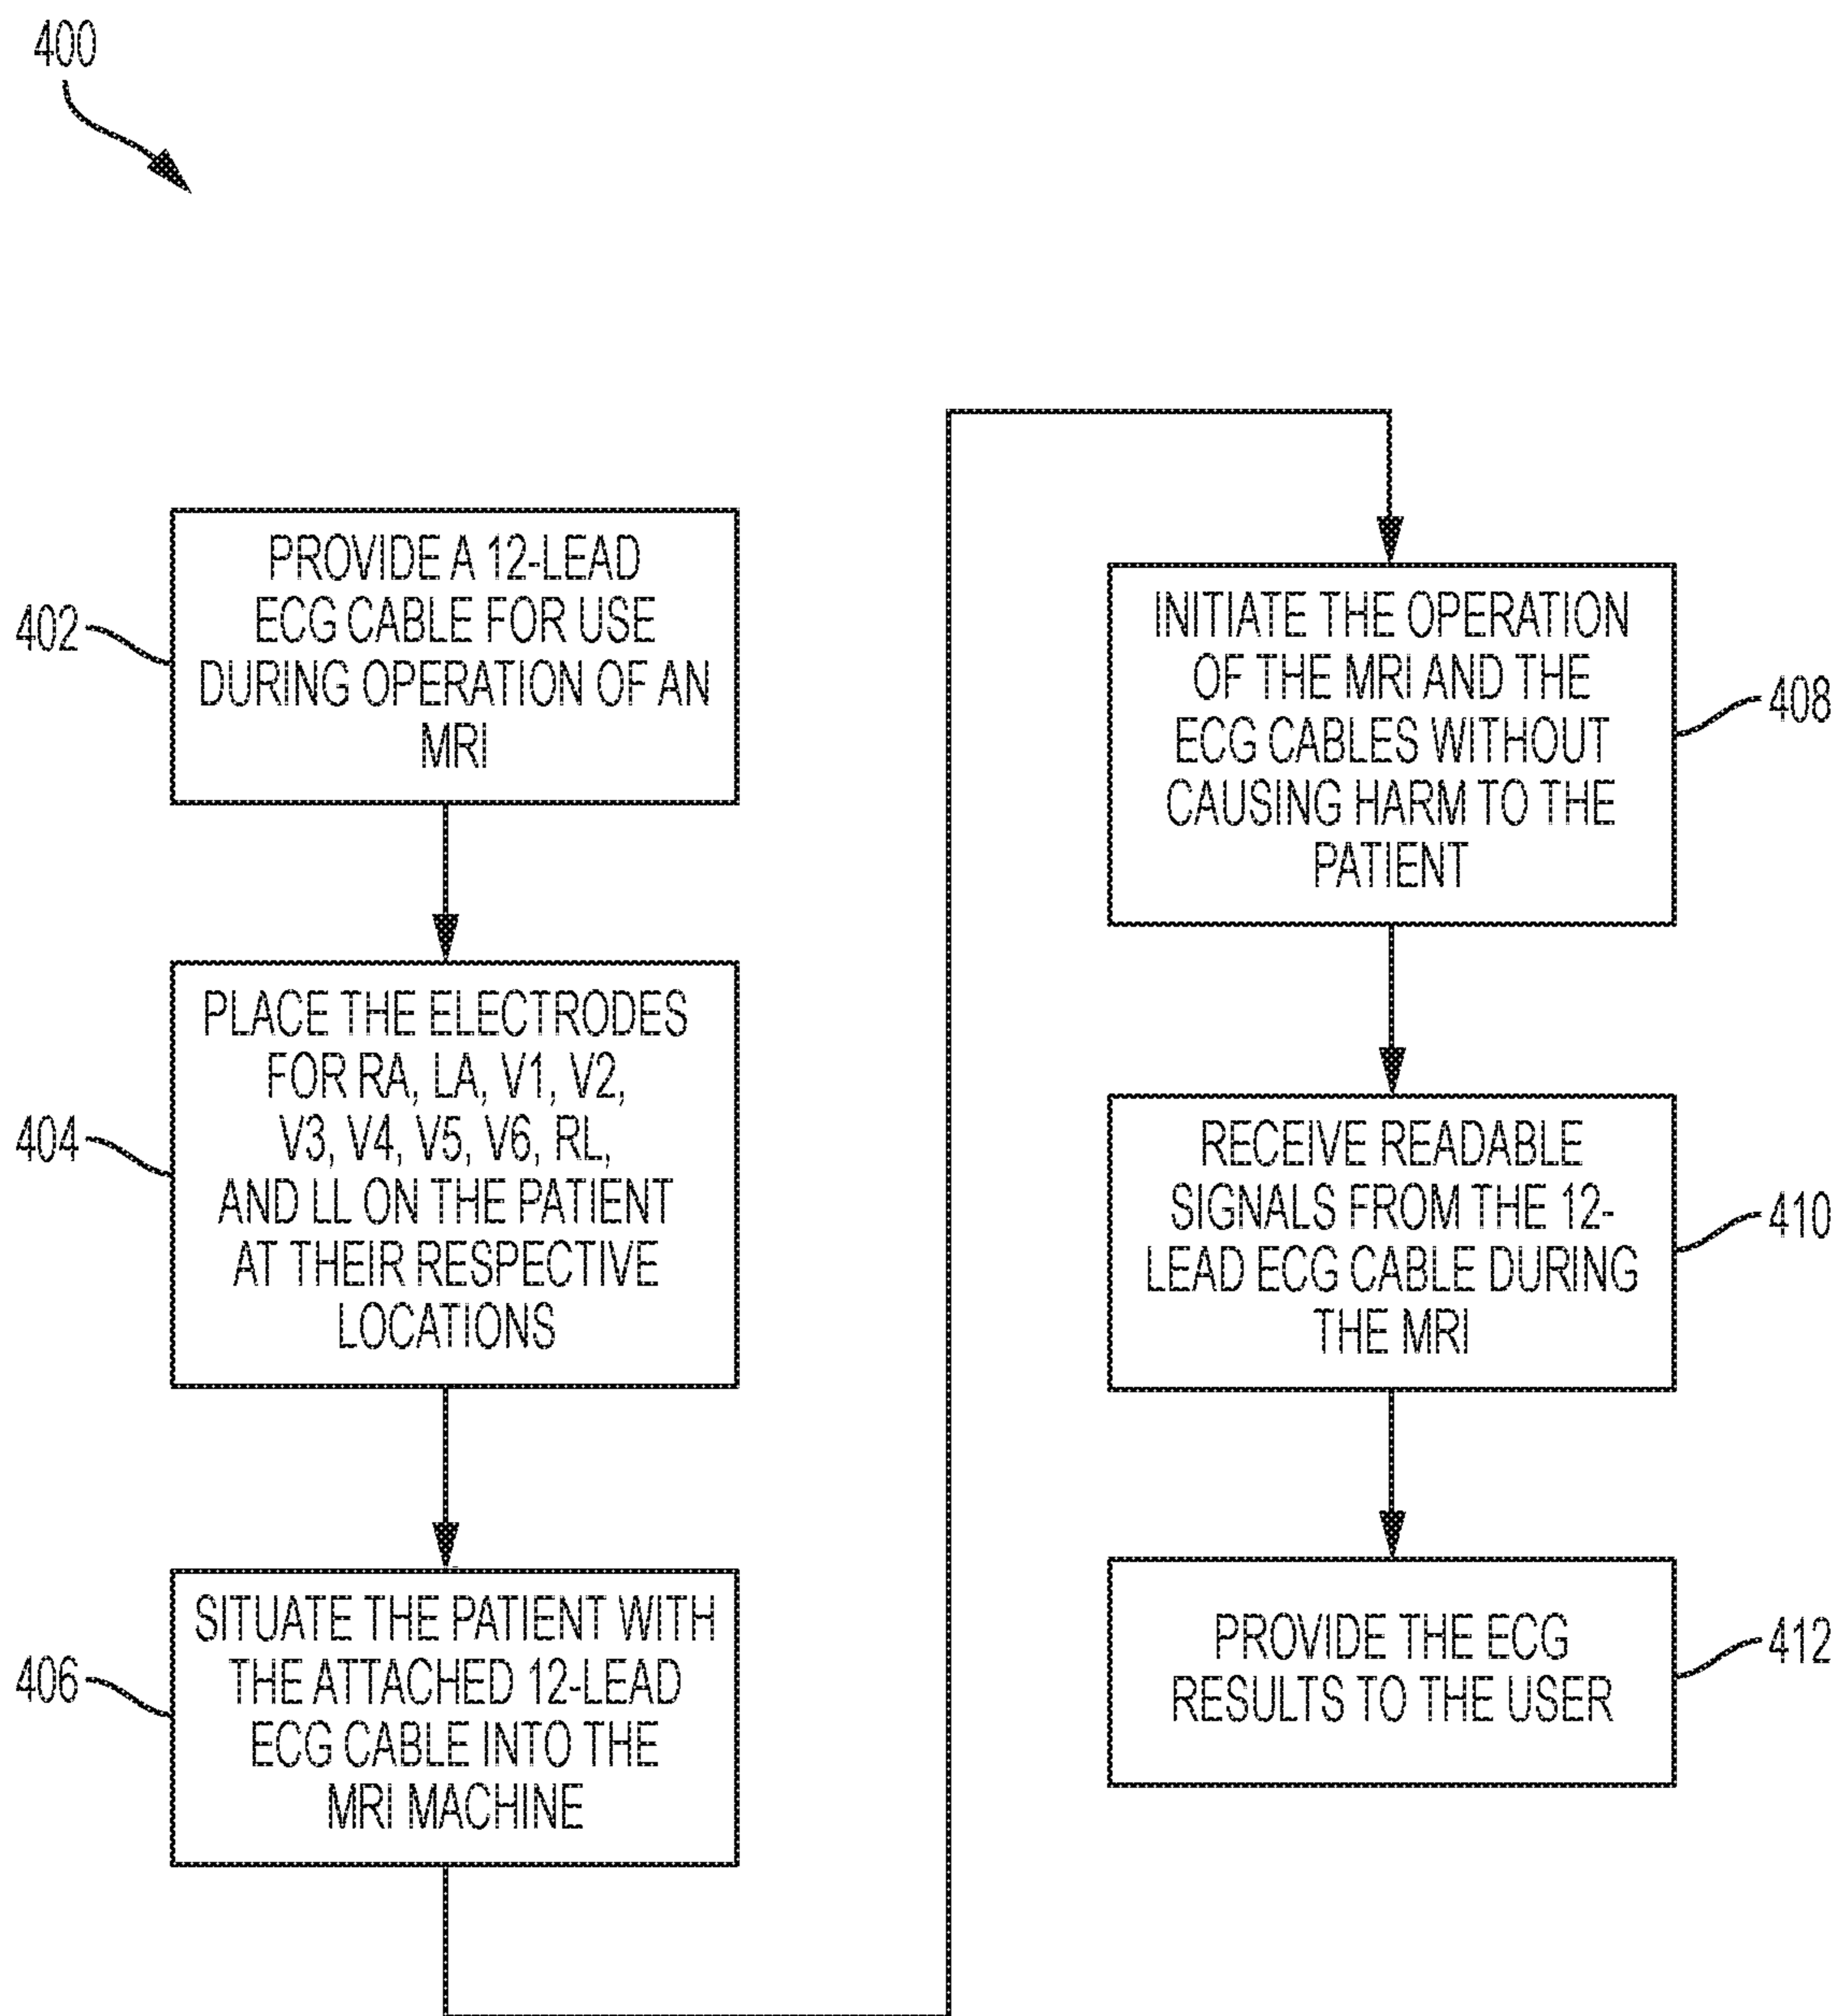 400
402
PROVIDE A 12-LEAD
ECG CABLE FOR USE
DURING OPERATION OF AN
MRI
404
PLACE THE ELECTRODES
FOR RA, LA, V1, V2,
V3, V4, V5, V6, RL,
AND LL ON THE PATIENT
AT THEIR RESPECTIVE
LOCATIONS
406
SITUATE THE PATIENT WITH
THE ATTACHED 12-LEAD
ECG CABLE INTO THE
MRI MACHINE
INITIATE THE OPERATION
OF THE MRI AND THE
ECG CABLES WITHOUT
CAUSING HARM TO THE
PATIENT
408
RECEIVE READABLE
SIGNALS FROM THE 12-
LEAD ECG CABLE DURING
THE MRI
410
PROVIDE THE ECG
RESULTS TO THE USER
412